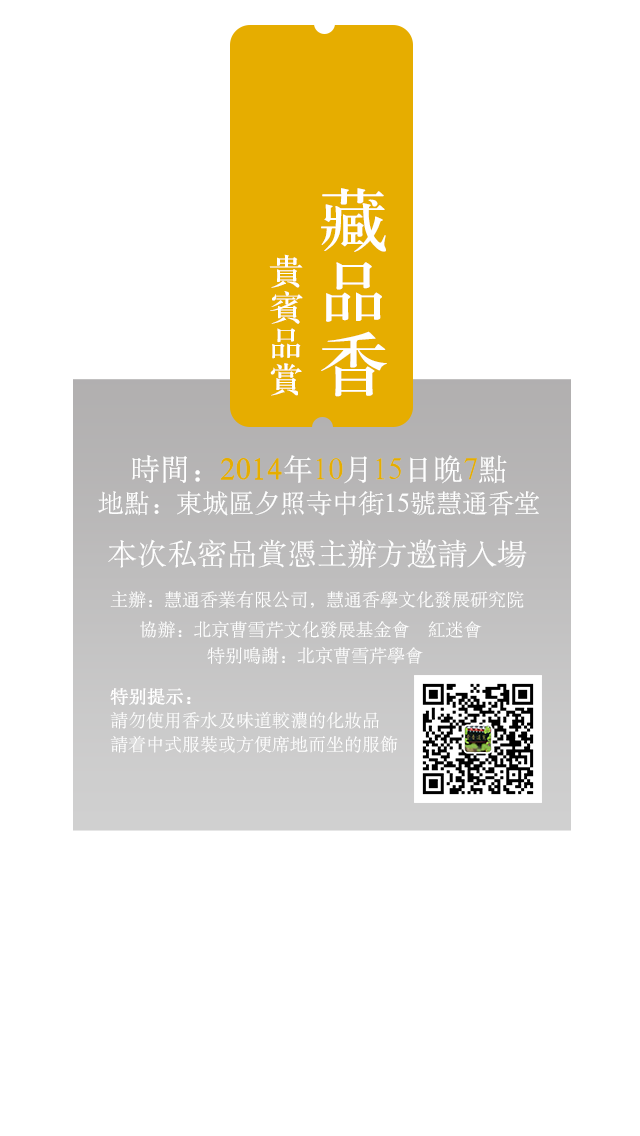 藏品香
貴賓品賞
時間：2014年10月15日晚7點
地點：東城區夕照寺中街15號慧通香堂
本次私密品賞憑主辦方邀請入場
主辦：慧通香業有限公司，慧通香學文化發展研究院
協辦：北京曹雪芹文化發展基金會　紅迷會
特别鳴謝：北京曹雪芹學會
特别提示：
請勿使用香水及味道較濃的化妝品
請着中式服裝或方便席地而坐的服飾